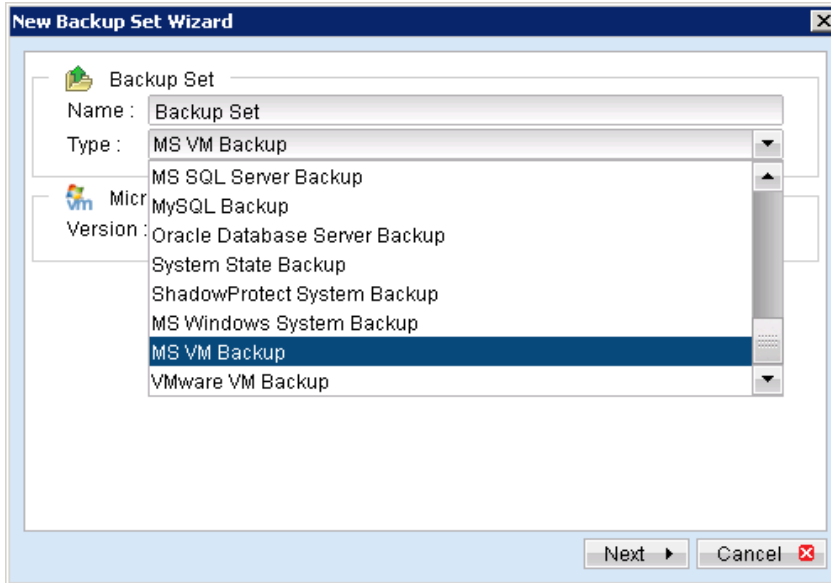 New Backup Set Wizard
Backup Set
Name : Backup Set
Type : MS VM Backup
MS SQL Server Backup
MySQL Backup
Oracle Database Server Backup
System State Backup
ShadowProtect System Backup
MS Windows System Backup
MS VM Backup
VMware VM Backup
vm Micr
Version :
Next
Cancel